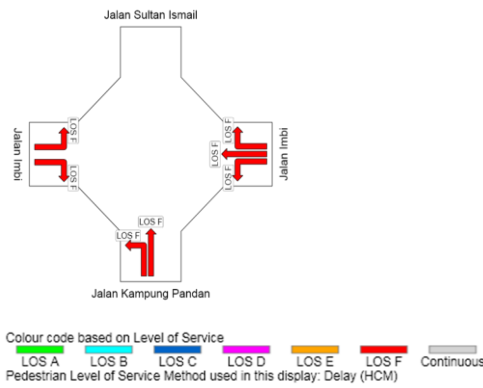 Jalan Sultan Ismail
LOS F
LOS F
Jalan Imbi
LOS F
Jalan Imbi
LOS F
LOS F
LOS F
LOS F
Jalan Kampung Pandan
Colour code based on Level of Service
LOS A LOS B LOS C LOS D LOS E LOS F Continuous
Pedestrian Level of Service Method used in this display: Delay (HCM)